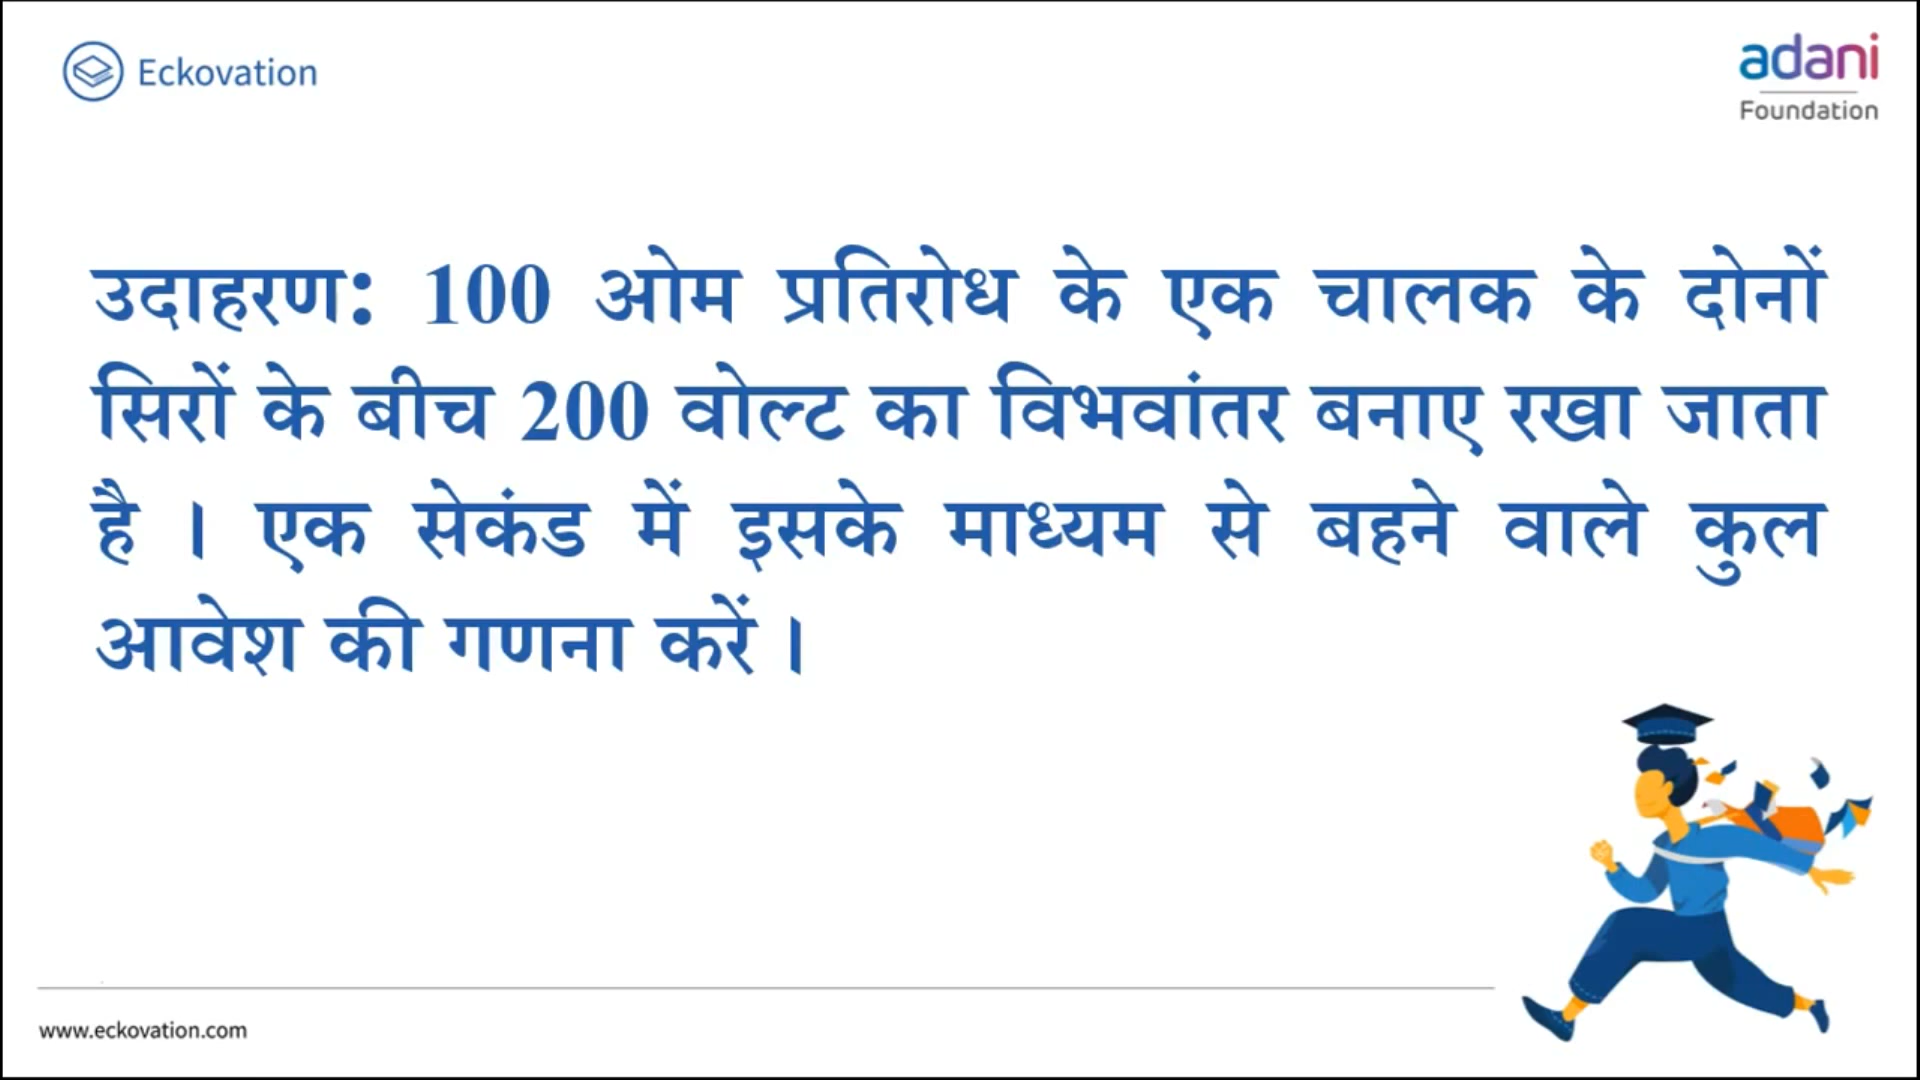 Eckovation
adani
Foundation
उदाहरण: 100 ओम प्रतिरोध के एक चालक के दोनों
सिरों के बीच 200 वोल्ट का विभवांतर बनाए रखा जाता
है । एक सेकंड में इसके माध्यम से बहने वाले कुल
आवेश की गणना करें ।
www.eckovation.com